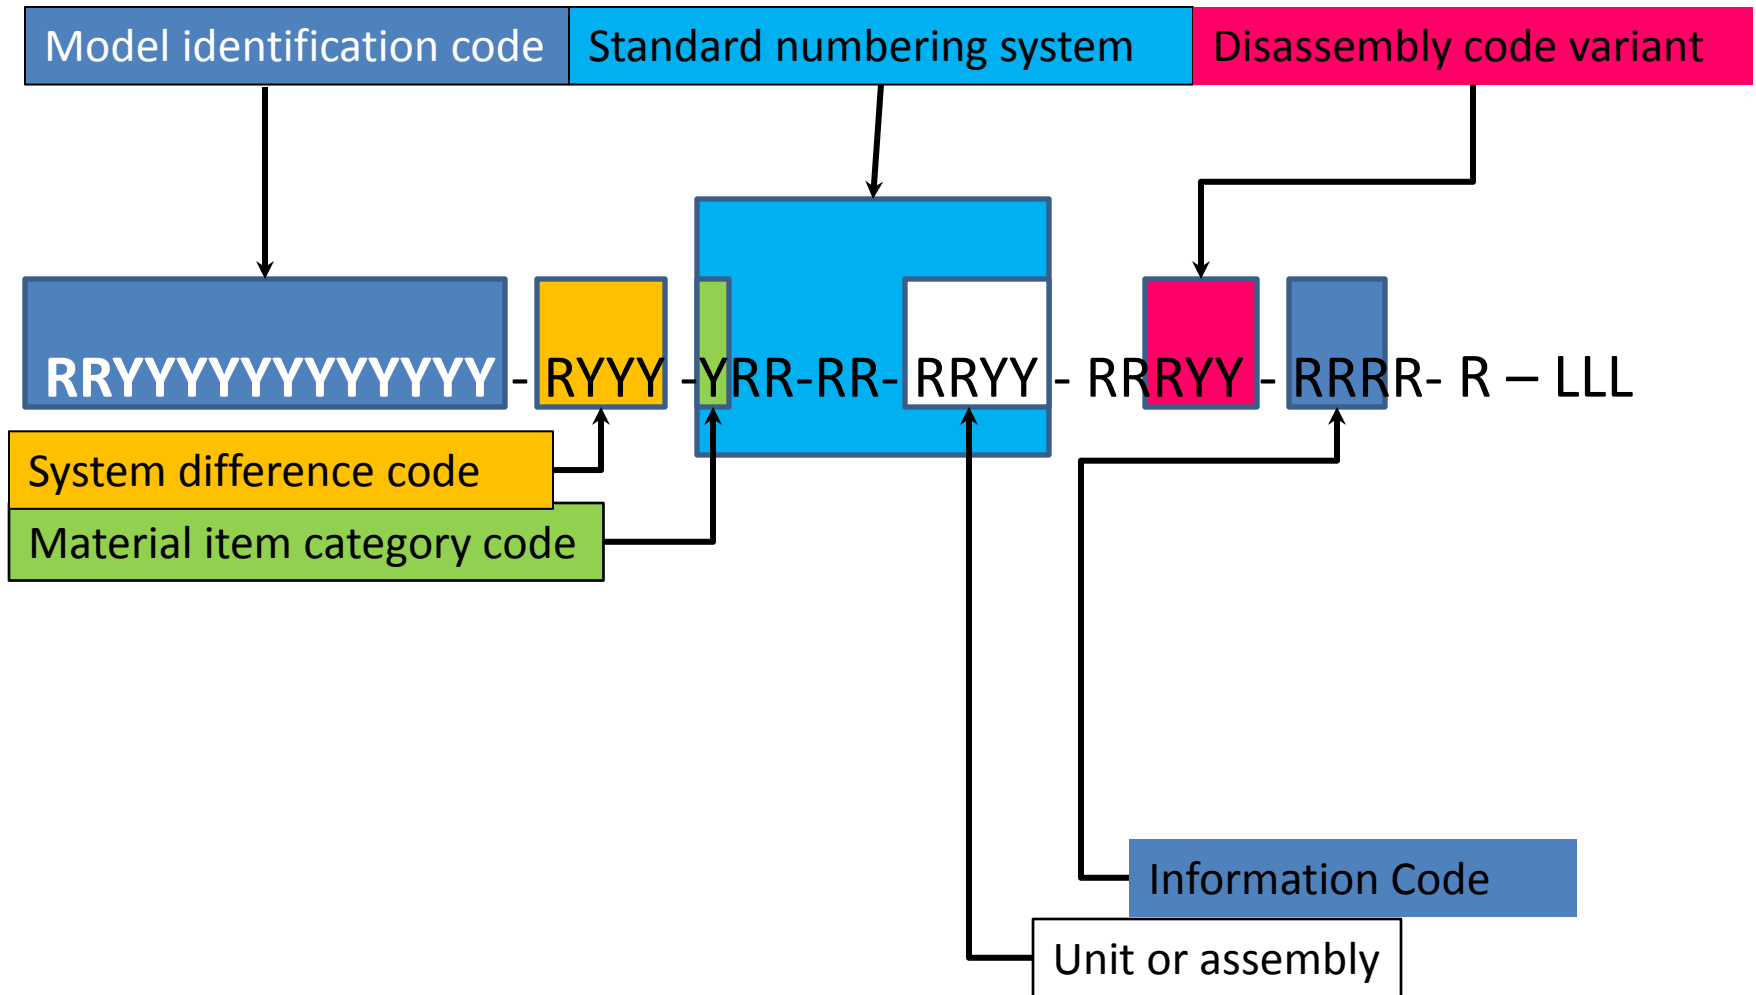 Model identification code
Standard numbering system
Disassembly code variant
RRYYYYYYYYYYYY - RYYY -YRR-RR- RRYY - RRRYY - RRRR- R – LLL
System difference code
Material item category code
Information Code
Unit or assembly